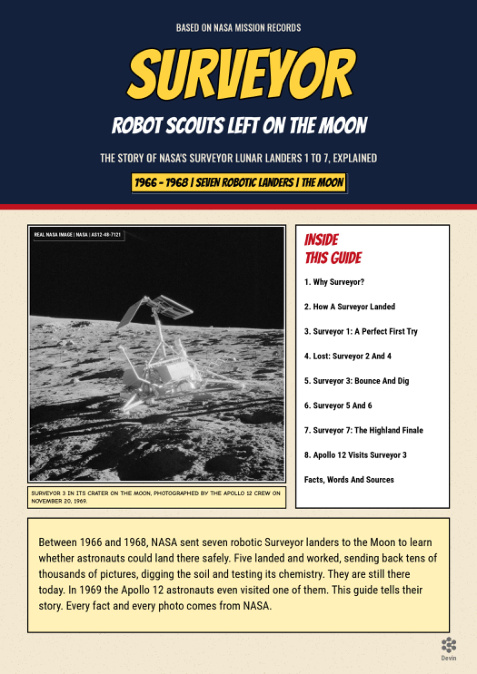 BASED ON NASA MISSION RECORDS
SURVEYOR
ROBOT SCOUTS LEFT ON THE MOON
THE STORY OF NASA'S SURVEYOR LUNAR LANDERS 1 TO 7, EXPLAINED
1966 – 1968 | SEVEN ROBOTIC LANDERS | THE MOON
REAL NASA IMAGE | NASA | AS12-48-7121
SURVEYOR 3 IN ITS CRATER ON THE MOON, PHOTOGRAPHED BY THE APOLLO 12 CREW ON
NOVEMBER 20, 1969.
INSIDE
THIS GUIDE
1. Why Surveyor?
2. How A Surveyor Landed
3. Surveyor 1: A Perfect First Try
4. Lost: Surveyor 2 And 4
5. Surveyor 3: Bounce And Dig
6. Surveyor 5 And 6
7. Surveyor 7: The Highland Finale
8. Apollo 12 Visits Surveyor 3
Facts, Words And Sources
Between 1966 and 1968, NASA sent seven robotic Surveyor landers to the Moon to learn
whether astronauts could land there safely. Five landed and worked, sending back tens of
thousands of pictures, digging the soil and testing its chemistry. They are still there
today. In 1969 the Apollo 12 astronauts even visited one of them. This guide tells their
story. Every fact and every photo comes from NASA.
Devin